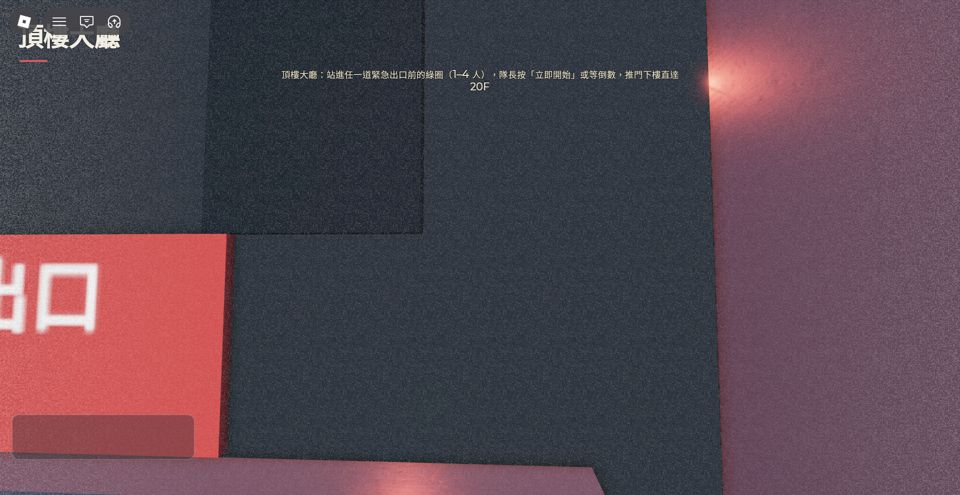 頂樓大廳
頂樓大廳：站進任一道緊急出口前的綠圈（1–4 人），隊長按「立即開始」或等倒數，推門下樓直達
20F
出口